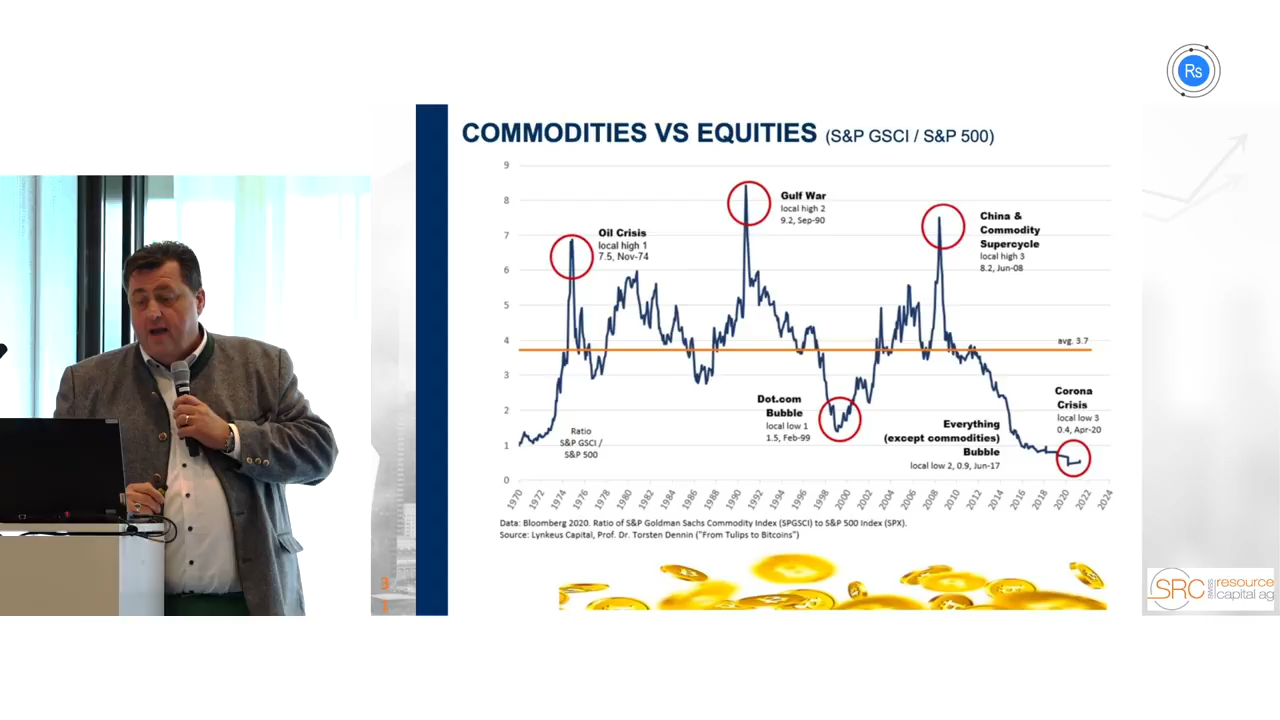 Rs
COMMODITIES VS EQUITIES (S&P GSCI / S&P 500)
9
8
7
6
5
4
3
2
1
0
Oil Crisis
local high 1
7.5, Nov-74
Gulf War
local high 2
9.2, Sep-90
China &
Commodity
Supercycle
local high 3
8.2, Jun-08
avg. 3.7
Dot.com
Bubble
local low 1
1.5, Feb-99
Everything
(except commodities)
Bubble
local low 2, 0.9, Jun-17
Corona
Crisis
local low 3
0.4, Apr-20
Ratio
S&P GSCI /
S&P 500
1970
1972
1974
1976
1978
1980
1982
1984
1986
1988
1990
1992
1994
1996
1998
2000
2002
2004
2006
2008
2010
2012
2014
2016
2018
2020
2022
2024
Data: Bloomberg 2020. Ratio of S&P Goldman Sachs Commodity Index (SPGSCI) to S&P 500 Index (SPX).
Source: Lynkeus Capital, Prof. Dr. Torsten Dennin ("From Tulips to Bitcoins")
3
1
SRC swiss resource
capital ag